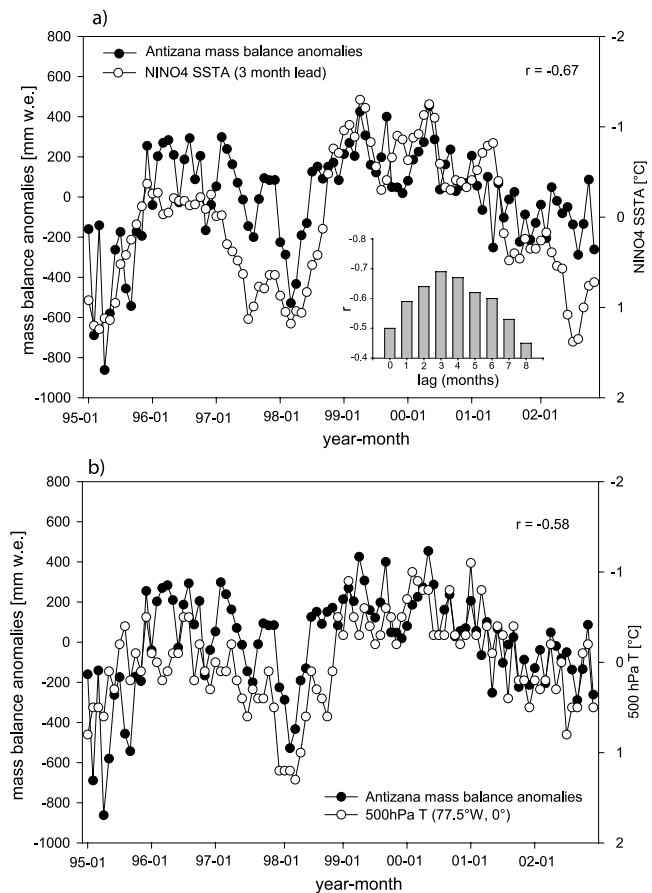 a)
800
600
400
200
0
-200
-400
-600
-800
-1000
mass balance anomalies [mm w.e.]
Antizana mass balance anomalies
NINO4 SSTA (3 month lead)
r = -0.67
-2
-1
0
1
2
NINO4 SSTA [°C]
-0.8
-0.7
-0.6
-0.5
-0.4
r
0 1 2 3 4 5 6 7 8
lag (months)
95-01 96-01 97-01 98-01 99-01 00-01 01-01 02-01
year-month
b)
800
600
400
200
0
-200
-400
-600
-800
-1000
mass balance anomalies [mm w.e.]
r = -0.58
-2
-1
0
1
2
500 hPa T [°C]
Antizana mass balance anomalies
500hPa T (77.5°W, 0°)
95-01 96-01 97-01 98-01 99-01 00-01 01-01 02-01
year-month